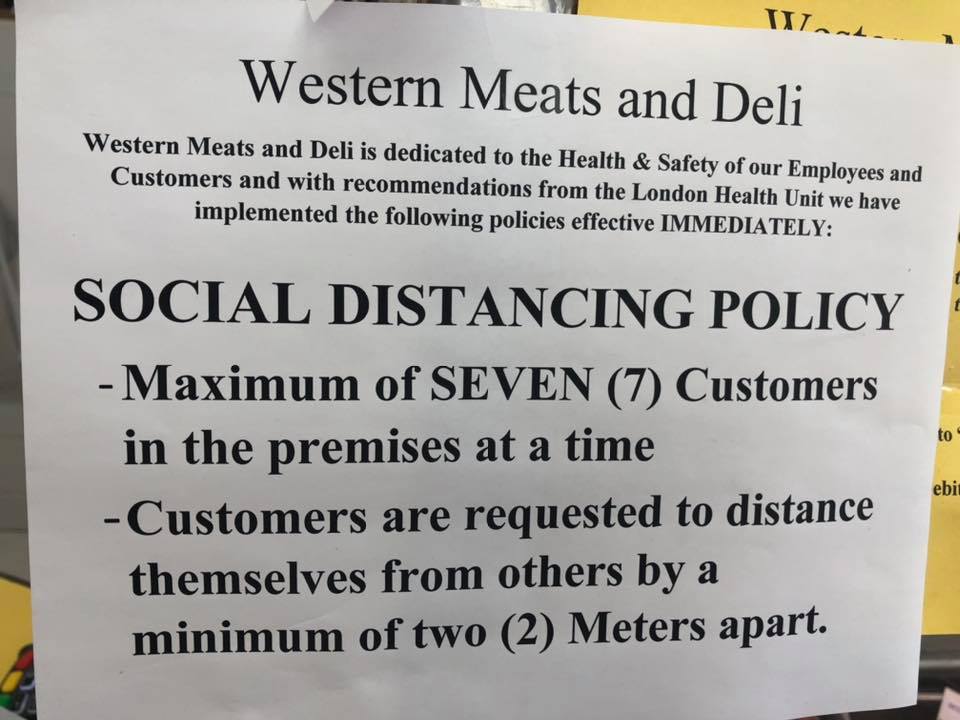 Western Meats and Deli
Western Meats and Deli is dedicated to the Health & Safety of our Employees and
Customers and with recommendations from the London Health Unit we have
implemented the following policies effective IMMEDIATELY:
SOCIAL DISTANCING POLICY
- Maximum of SEVEN (7) Customers
in the premises at a time
- Customers are requested to distance
themselves from others by a
minimum of two (2) Meters apart.
to